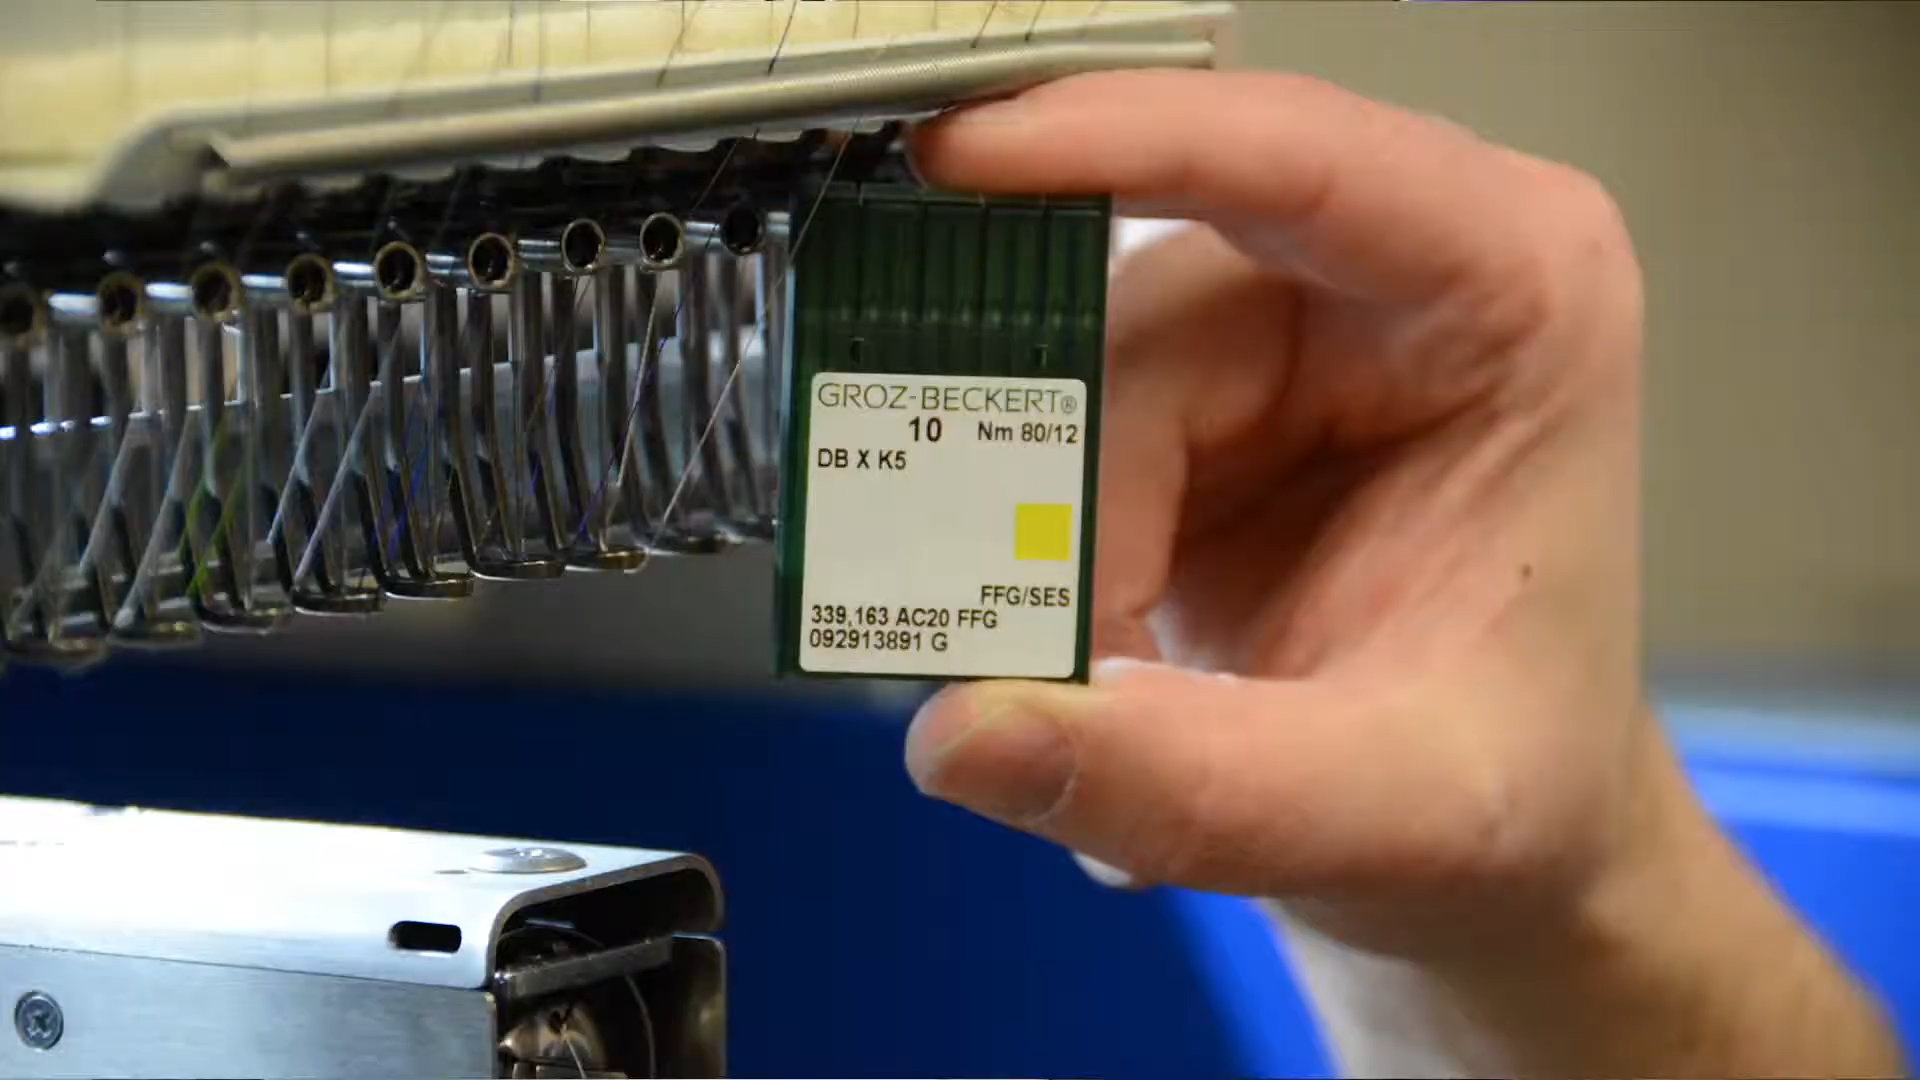 GROZ-BECKERT®
10 Nm 80/12
DB X K5
FFG/SES
339,163 AC20 FFG
092913891 G